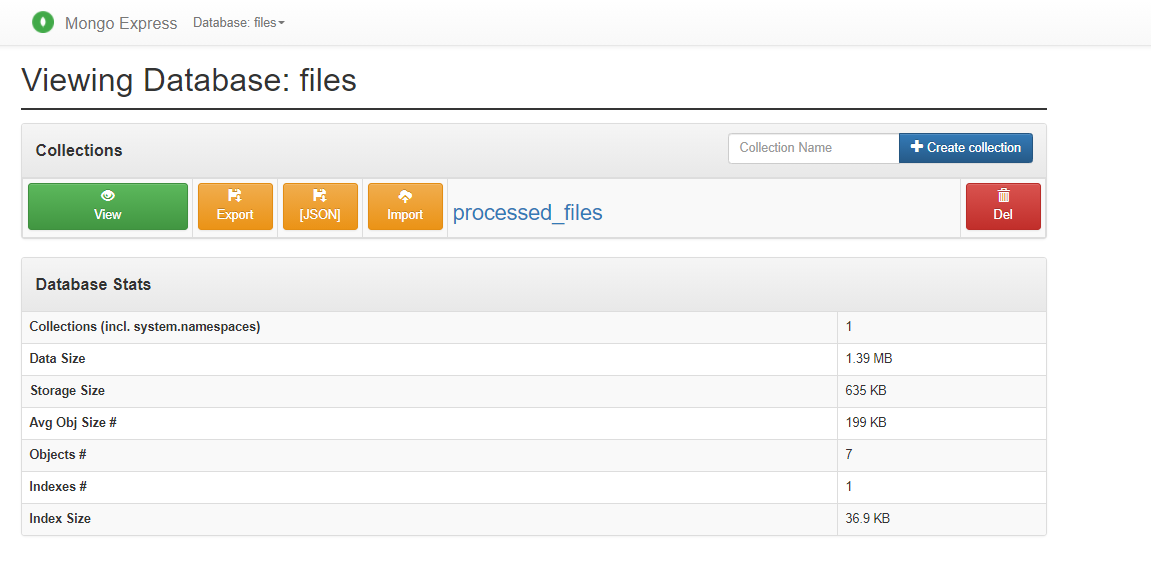 Mongo Express Database: files
Viewing Database: files
Collections
Collection Name
Create collection
View
Export
[JSON]
Import
processed_files
Del
Database Stats
Collections (incl. system.namespaces) 1
Data Size 1.39 MB
Storage Size 635 KB
Avg Obj Size # 199 KB
Objects # 7
Indexes # 1
Index Size 36.9 KB